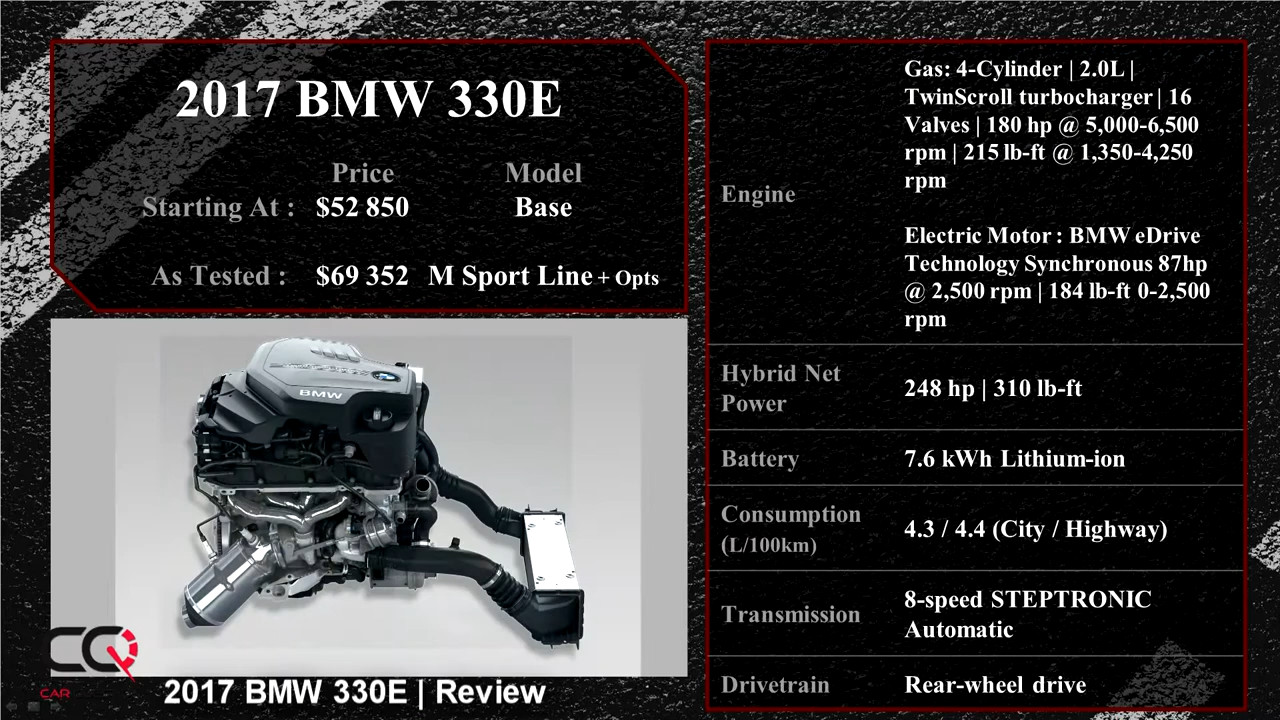 2017 BMW 330E
Price Model
Starting At : $52 850 Base
As Tested : $69 352 M Sport Line + Opts
BMW
CQ
CAR
2017 BMW 330E | Review
Engine
Gas: 4-Cylinder | 2.0L |
TwinScroll turbocharger | 16
Valves | 180 hp @ 5,000-6,500
rpm | 215 lb-ft @ 1,350-4,250
rpm
Electric Motor : BMW eDrive
Technology Synchronous 87hp
@ 2,500 rpm | 184 lb-ft 0-2,500
rpm
Hybrid Net
Power
248 hp | 310 lb-ft
Battery
7.6 kWh Lithium-ion
Consumption
(L/100km)
4.3 / 4.4 (City / Highway)
Transmission
8-speed STEPTRONIC
Automatic
Drivetrain
Rear-wheel drive